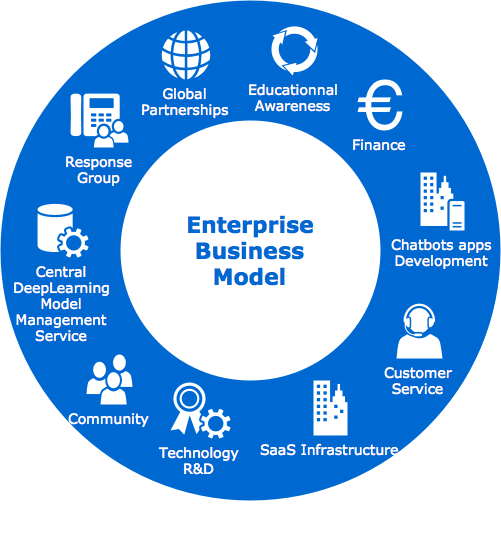 Enterprise
Business
Model
Global
Partnerships
Educationnal
Awareness
Finance
Chatbots apps
Development
Customer
Service
SaaS Infrastructure
Technology
R&D
Community
Central
DeepLearning
Model
Management
Service
Response
Group